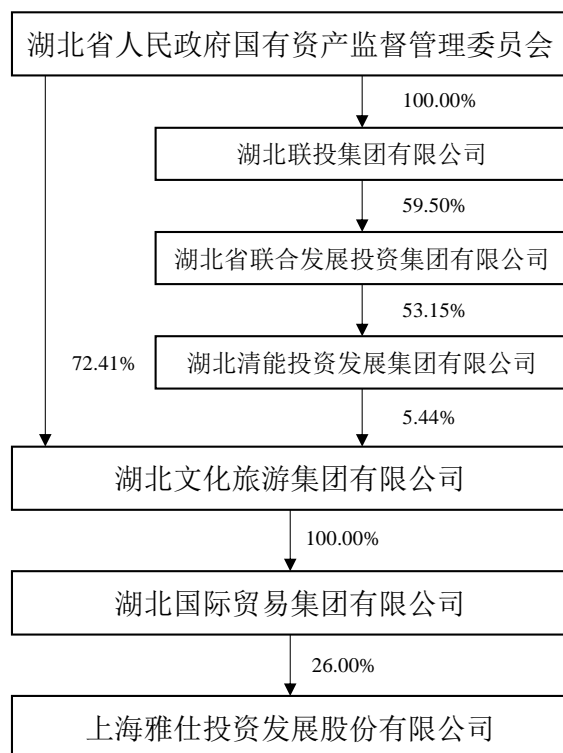 湖北省人民政府国有资产监督管理委员会
100.00%
湖北联投集团有限公司
59.50%
湖北省联合发展投资集团有限公司
53.15%
72.41%
湖北清能投资发展集团有限公司
5.44%
湖北文化旅游集团有限公司
100.00%
湖北国际贸易集团有限公司
26.00%
上海雅仕投资发展股份有限公司